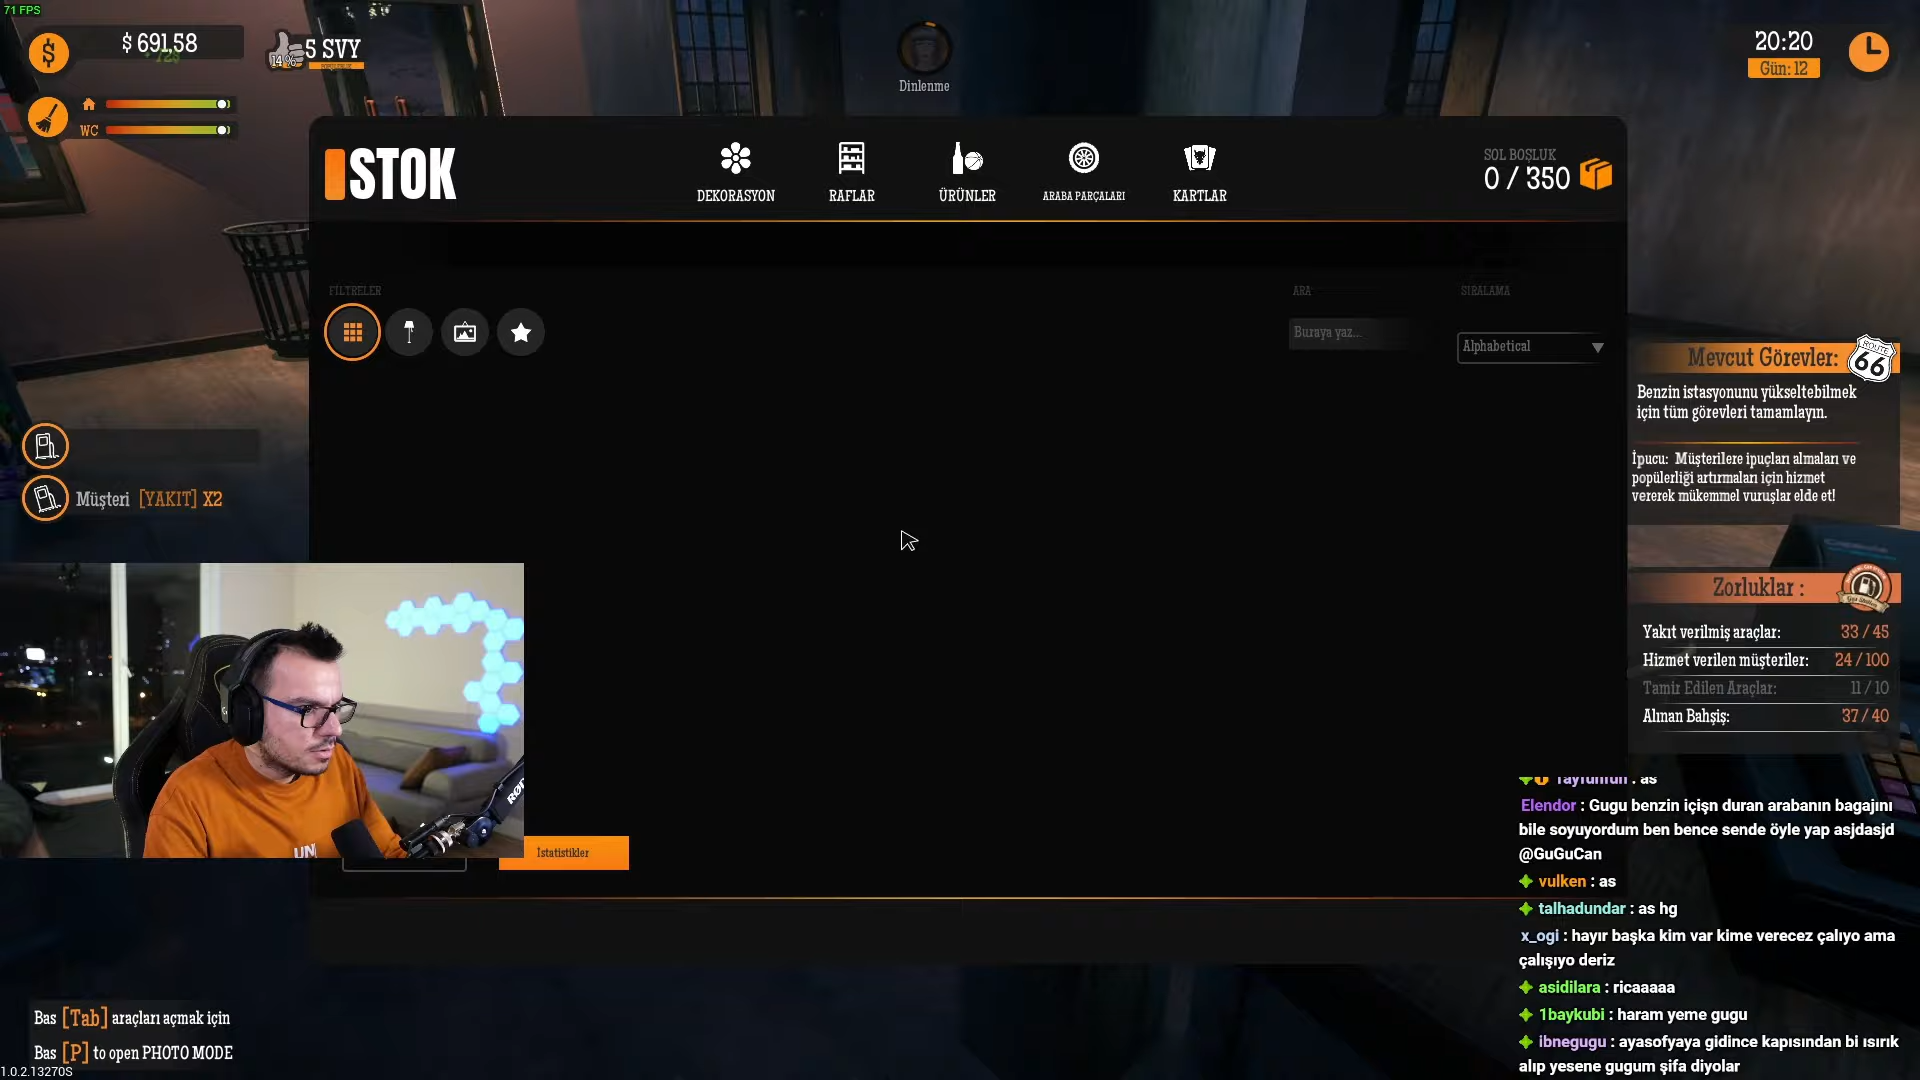 71 FPS
$ 691,58
14%
5 SVY
Dinlenme
20:20
Gün: 12
WC
STOK
DEKORASYON
RAFLAR
ÜRÜNLER
ARABA PARÇALARI
KARTLAR
SOL BOŞLUK
0 / 350
FİLTRELER
ARA
SIRALAMA
Buraya yaz...
Alphabetical
Mevcut Görevler:
ROUTE
66
Benzin istasyonunu yükseltebilmek
için tüm görevleri tamamlayın.
İpucu: Müşterilere ipuçları almaları ve
popülerliği artırmaları için hizmet
vererek mükemmel vuruşlar elde et!
Müşteri [YAKIT] X2
Zorluklar :
Yakıt verilmiş araçlar: 33 / 45
Hizmet verilen müşteriler: 24 / 100
Tamir Edilen Araçlar: 11 / 10
Alınan Bahşiş: 37 / 40
RØDE
UN
İstatistikler
Tayfunfun : as
Elendor : Gugu benzin içişn duran arabanın bagajını
bile soyuyordum ben bence sende öyle yap asjdasjd
@GuGuCan
vulken : as
talhadundar : as hg
x_ogi : hayır başka kim var kime verecez çalıyo ama
çalışıyo deriz
asidilara : ricaaaaa
1baykubi : haram yeme gugu
ibnegugu : ayasofyaya gidince kapısından bi ısırık
alıp yesene gugum şifa diyolar
Bas [Tab] araçları açmak için
Bas [P] to open PHOTO MODE
1.0.2.13270S